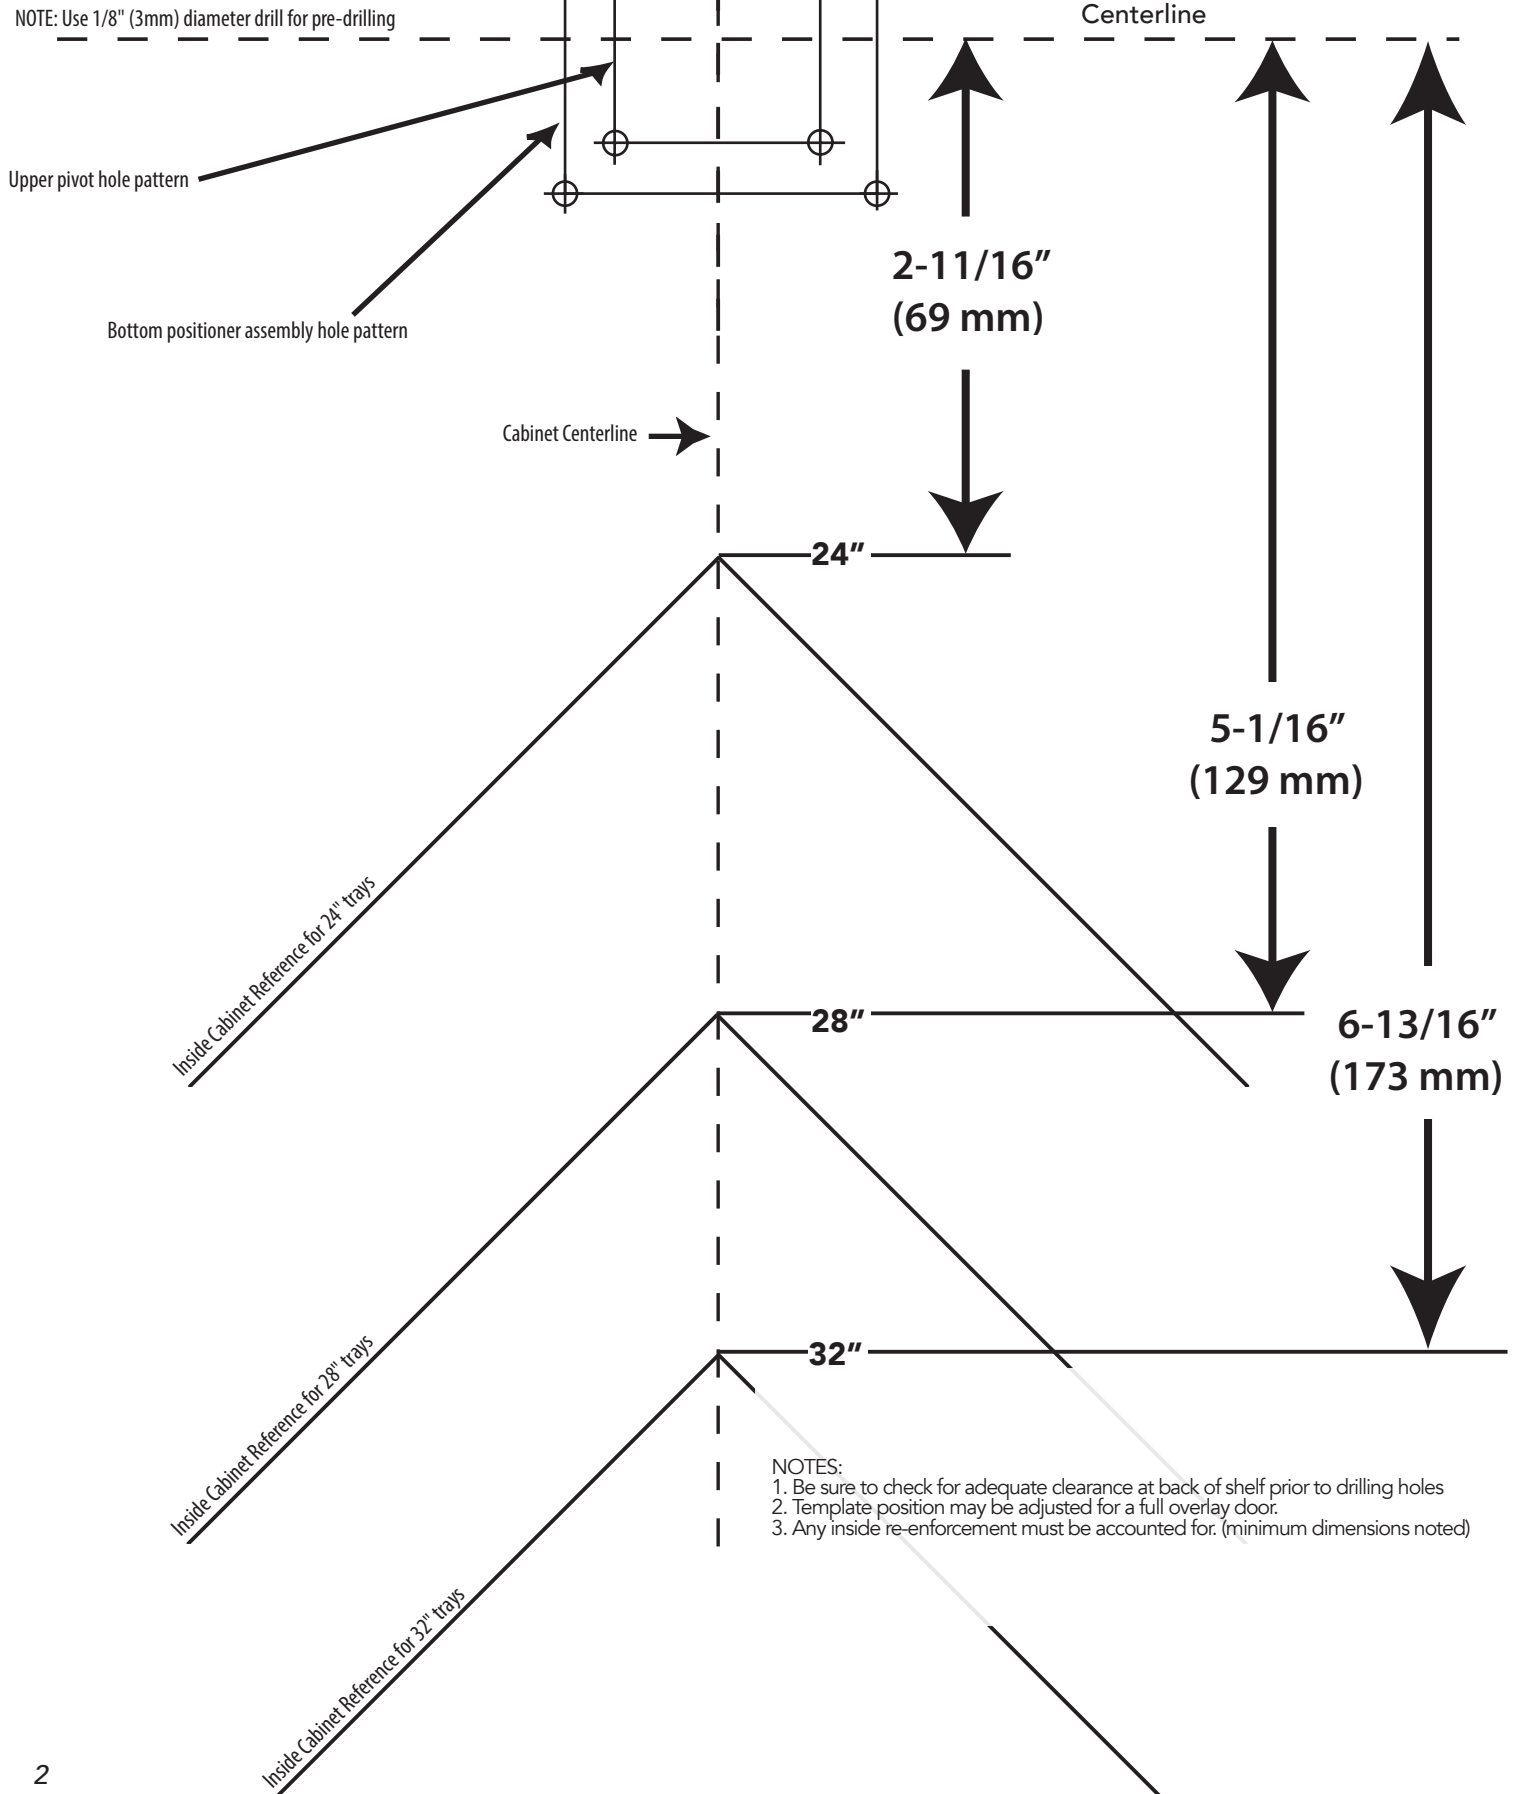 NOTE: Use 1/8" (3mm) diameter drill for pre-drilling
Centerline
Upper pivot hole pattern
2-11/16”
(69 mm)
Bottom positioner assembly hole pattern
Cabinet Centerline
24”
5-1/16”
(129 mm)
Inside Cabinet Reference for 24" trays
28”
6-13/16”
(173 mm)
Inside Cabinet Reference for 28" trays
32”
NOTES:
1. Be sure to check for adequate clearance at back of shelf prior to drilling holes
2. Template position may be adjusted for a full overlay door.
3. Any inside re-enforcement must be accounted for. (minimum dimensions noted)
Inside Cabinet Reference for 32" trays
2